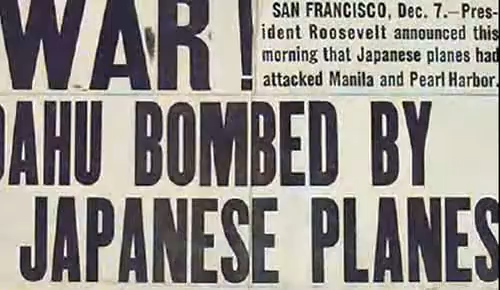 WAR!
SAN FRANCISCO, Dec. 7.—Pres-
ident Roosevelt announced this
morning that Japanese planes had
attacked Manila and Pearl Harbor.
OAHU BOMBED BY
JAPANESE PLANES